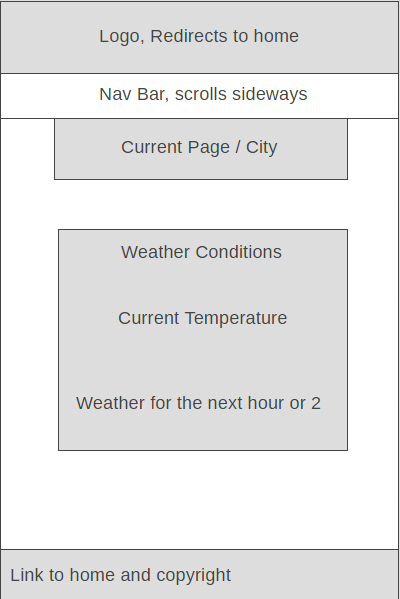 Logo, Redirects to home
Nav Bar, scrolls sideways
Current Page / City
Weather Conditions
Current Temperature
Weather for the next hour or 2
Link to home and copyright